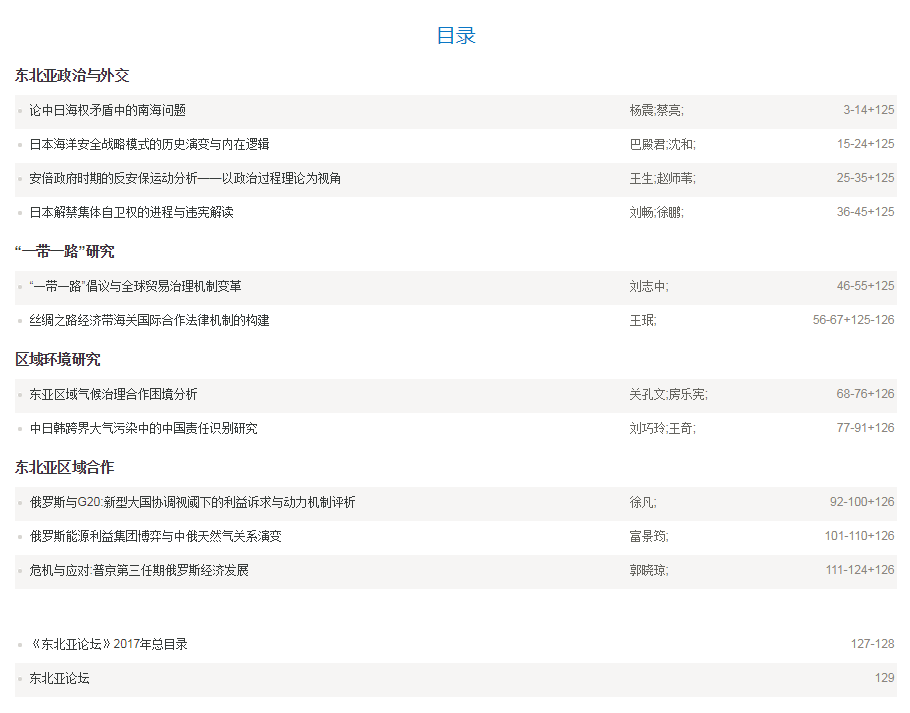 目录
东北亚政治与外交
论中日海权矛盾中的南海问题 杨震;蔡亮; 3-14+125
日本海洋安全战略模式的历史演变与内在逻辑 巴殿君;沈和; 15-24+125
安倍政府时期的反安保运动分析——以政治过程理论为视角 王生;赵师苇; 25-35+125
日本解禁集体自卫权的进程与违宪解读 刘畅;徐鹏; 36-45+125
“一带一路”研究
“一带一路”倡议与全球贸易治理机制变革 刘志中; 46-55+125
丝绸之路经济带海关国际合作法律机制的构建 王珉; 56-67+125-126
区域环境研究
东亚区域气候治理合作困境分析 关孔文;房乐宪; 68-76+126
中日韩跨界大气污染中的中国责任识别研究 刘巧玲;王奇; 77-91+126
东北亚区域合作
俄罗斯与G20:新型大国协调视阈下的利益诉求与动力机制评析 徐凡; 92-100+126
俄罗斯能源利益集团博弈与中俄天然气关系演变 富景筠; 101-110+126
危机与应对:普京第三任期俄罗斯经济发展 郭晓琼; 111-124+126
《东北亚论坛》2017年总目录 127-128
东北亚论坛 129